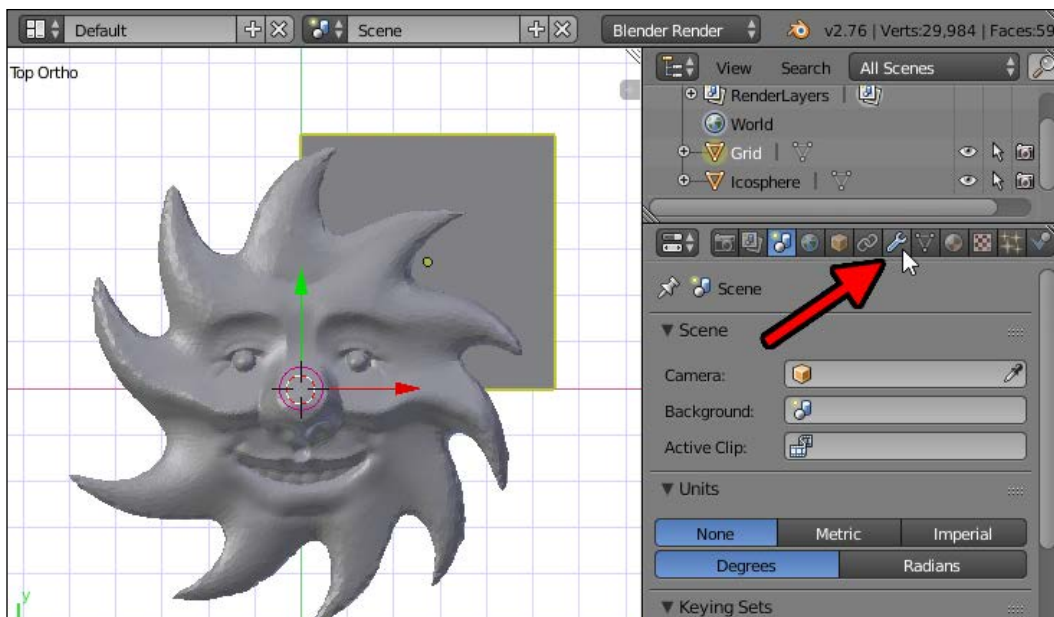 Default
Scene
Blender Render
v2.76 | Verts:29,984 | Faces:59
Top Ortho
View Search All Scenes
RenderLayers
World
Grid
Icosphere
Scene
Scene
Camera:
Background:
Active Clip:
Units
None Metric Imperial
Degrees Radians
Keying Sets
y